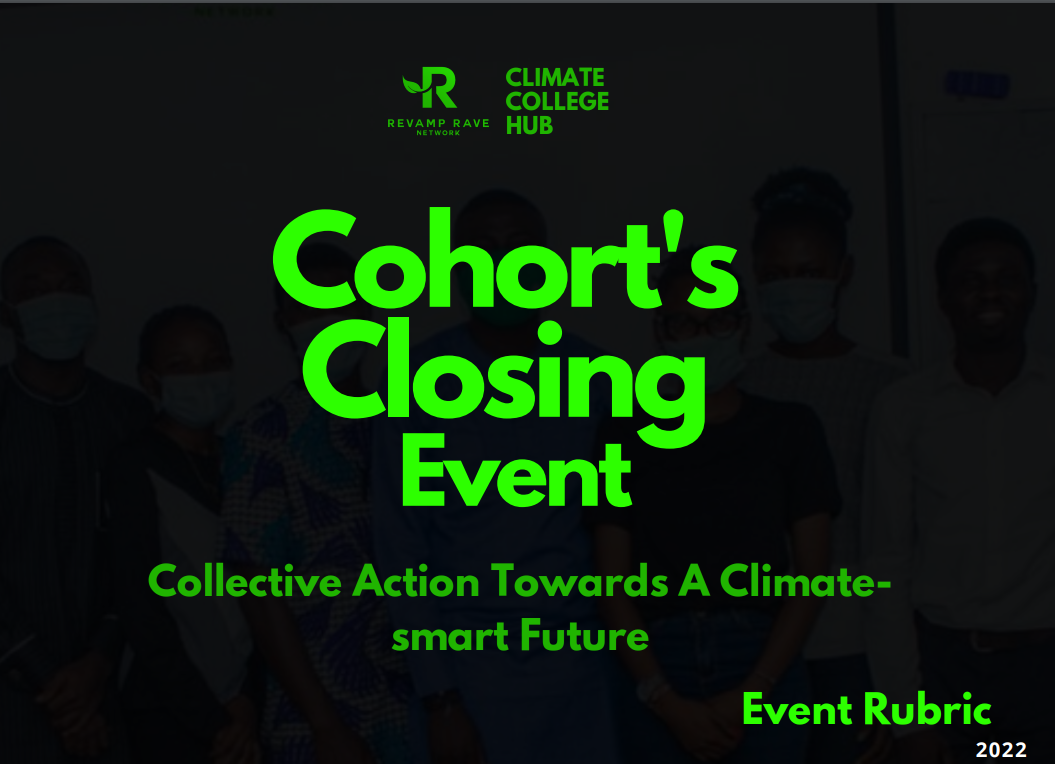 CLIMATE
COLLEGE
HUB
REVAMP RAVE
NETWORK
Cohort's
Closing
Event
Collective Action Towards A Climate-
smart Future
Event Rubric
2022